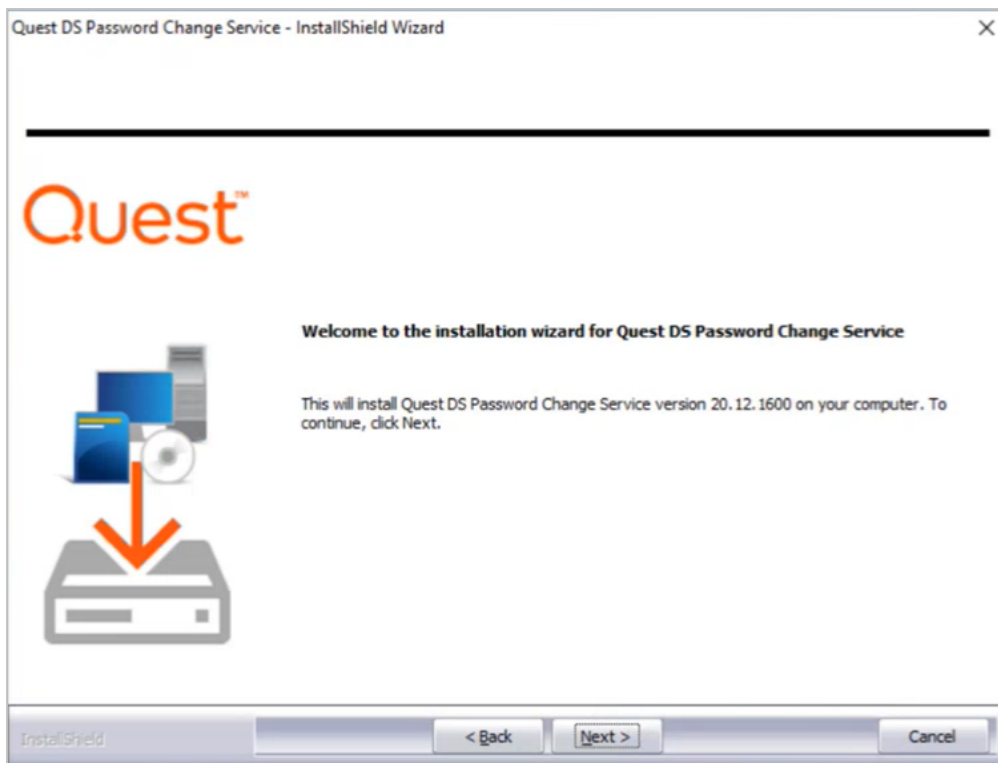 Quest DS Password Change Service - InstallShield Wizard
Quest™
Welcome to the installation wizard for Quest DS Password Change Service
This will install Quest DS Password Change Service version 20.12.1600 on your computer. To
continue, click Next.
InstallShield
< Back
Next >
Cancel